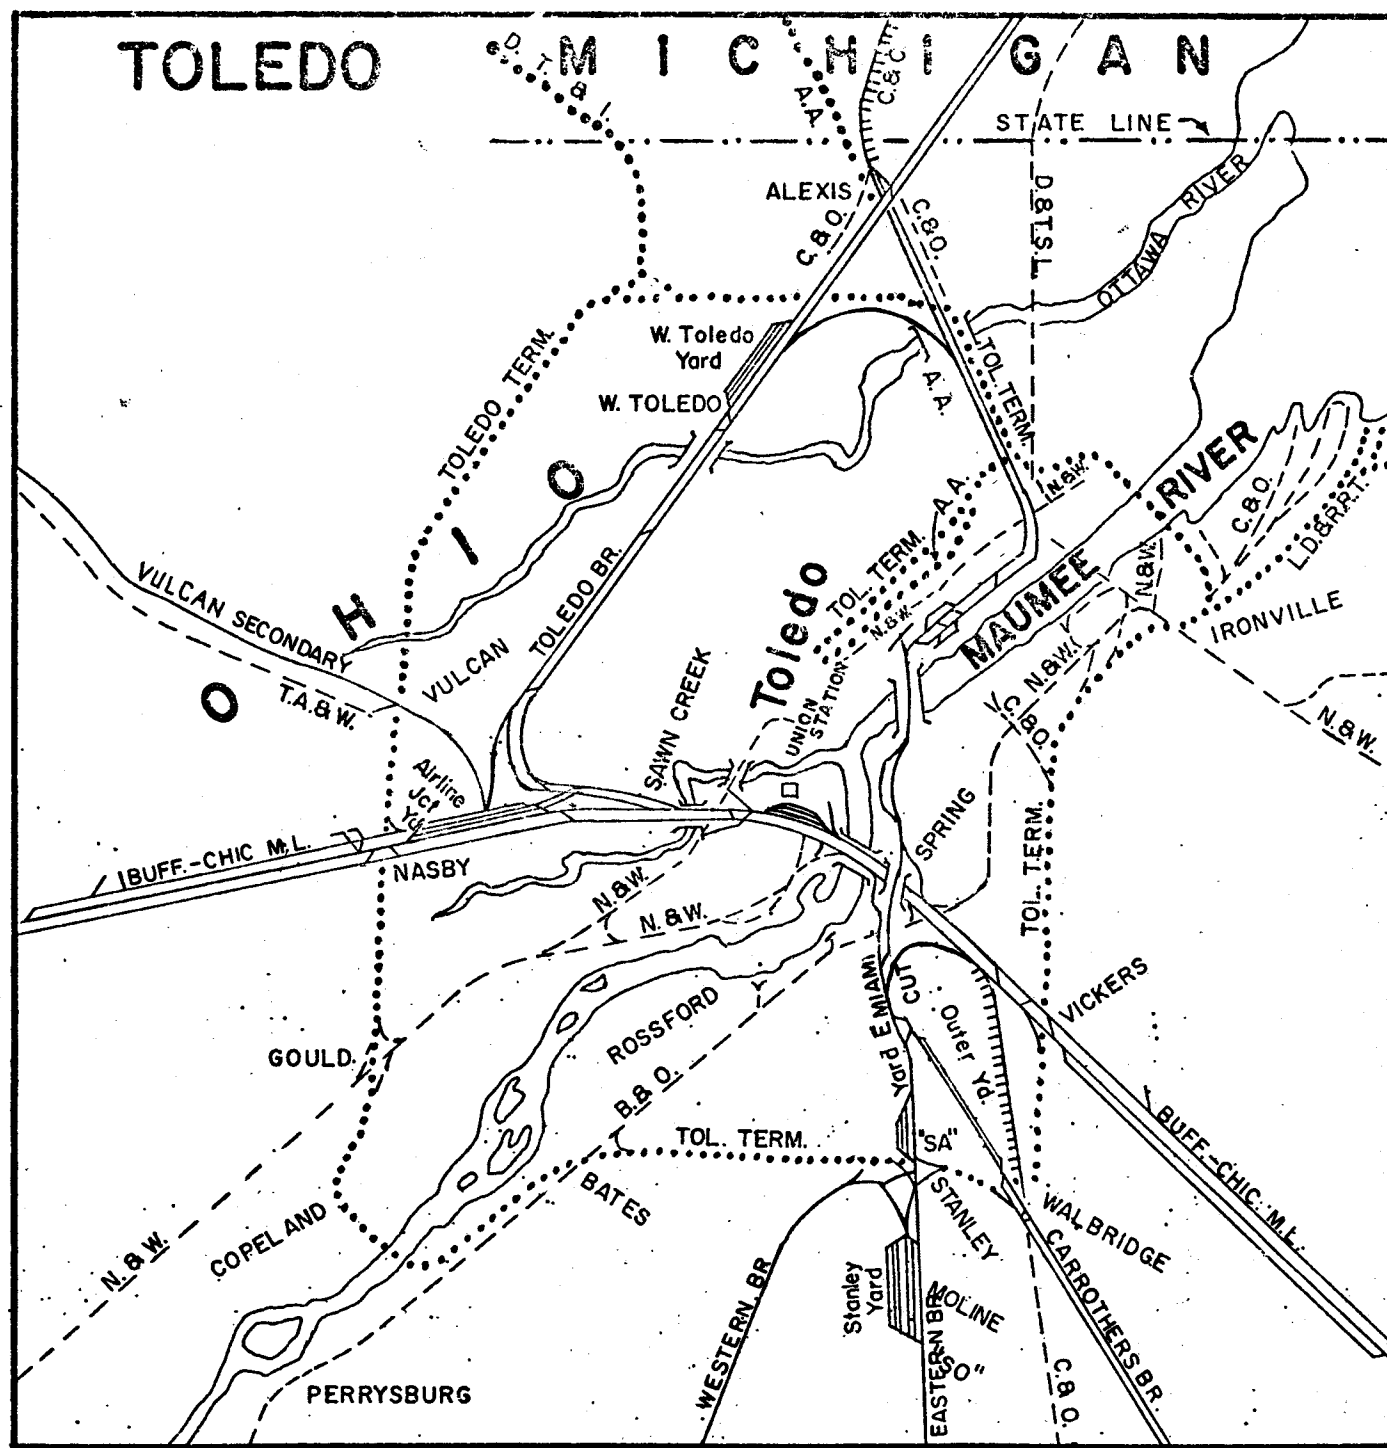 TOLEDO
MICHIGAN
D. T. & I.
A.A.
C.&C.
STATE LINE
ALEXIS
C.&O.
C.&O.
D.&T.S.L.
OTTAWA RIVER
TOLEDO TERM.
W. Toledo
Yard
W. TOLEDO
A.A.
TOL. TERM.
OHIO
TOLEDO BR.
VULCAN SECONDARY
T.A.&W.
VULCAN
Toledo
TOL. TERM.
A.A.
N.&W.
N.&W.
MAUMEE RIVER
C.&O.
L.D.&R.R.T.
N.&W.
IRONVILLE
N.&W.
N.&W.
C.&O.
SAWN CREEK
UNION
STATION
Airline
Jct
Yd.
BUFF.-CHIC M.L.
NASBY
SPRING
TOL. TERM.
N.&W.
N.&W.
ROSSFORD
Yard E
MIAMI
CUT
Outer Yd.
VICKERS
GOULD
B.&O.
TOL. TERM.
"SA"
BATES
STANLEY
WALBRIDGE
BUFF.-CHIC. M.L.
N.&W.
COPELAND
WESTERN BR.
Stanley
Yard
MOLINE
"SO"
EASTERN BR.
CARROTHERS BR.
C.&O.
PERRYSBURG